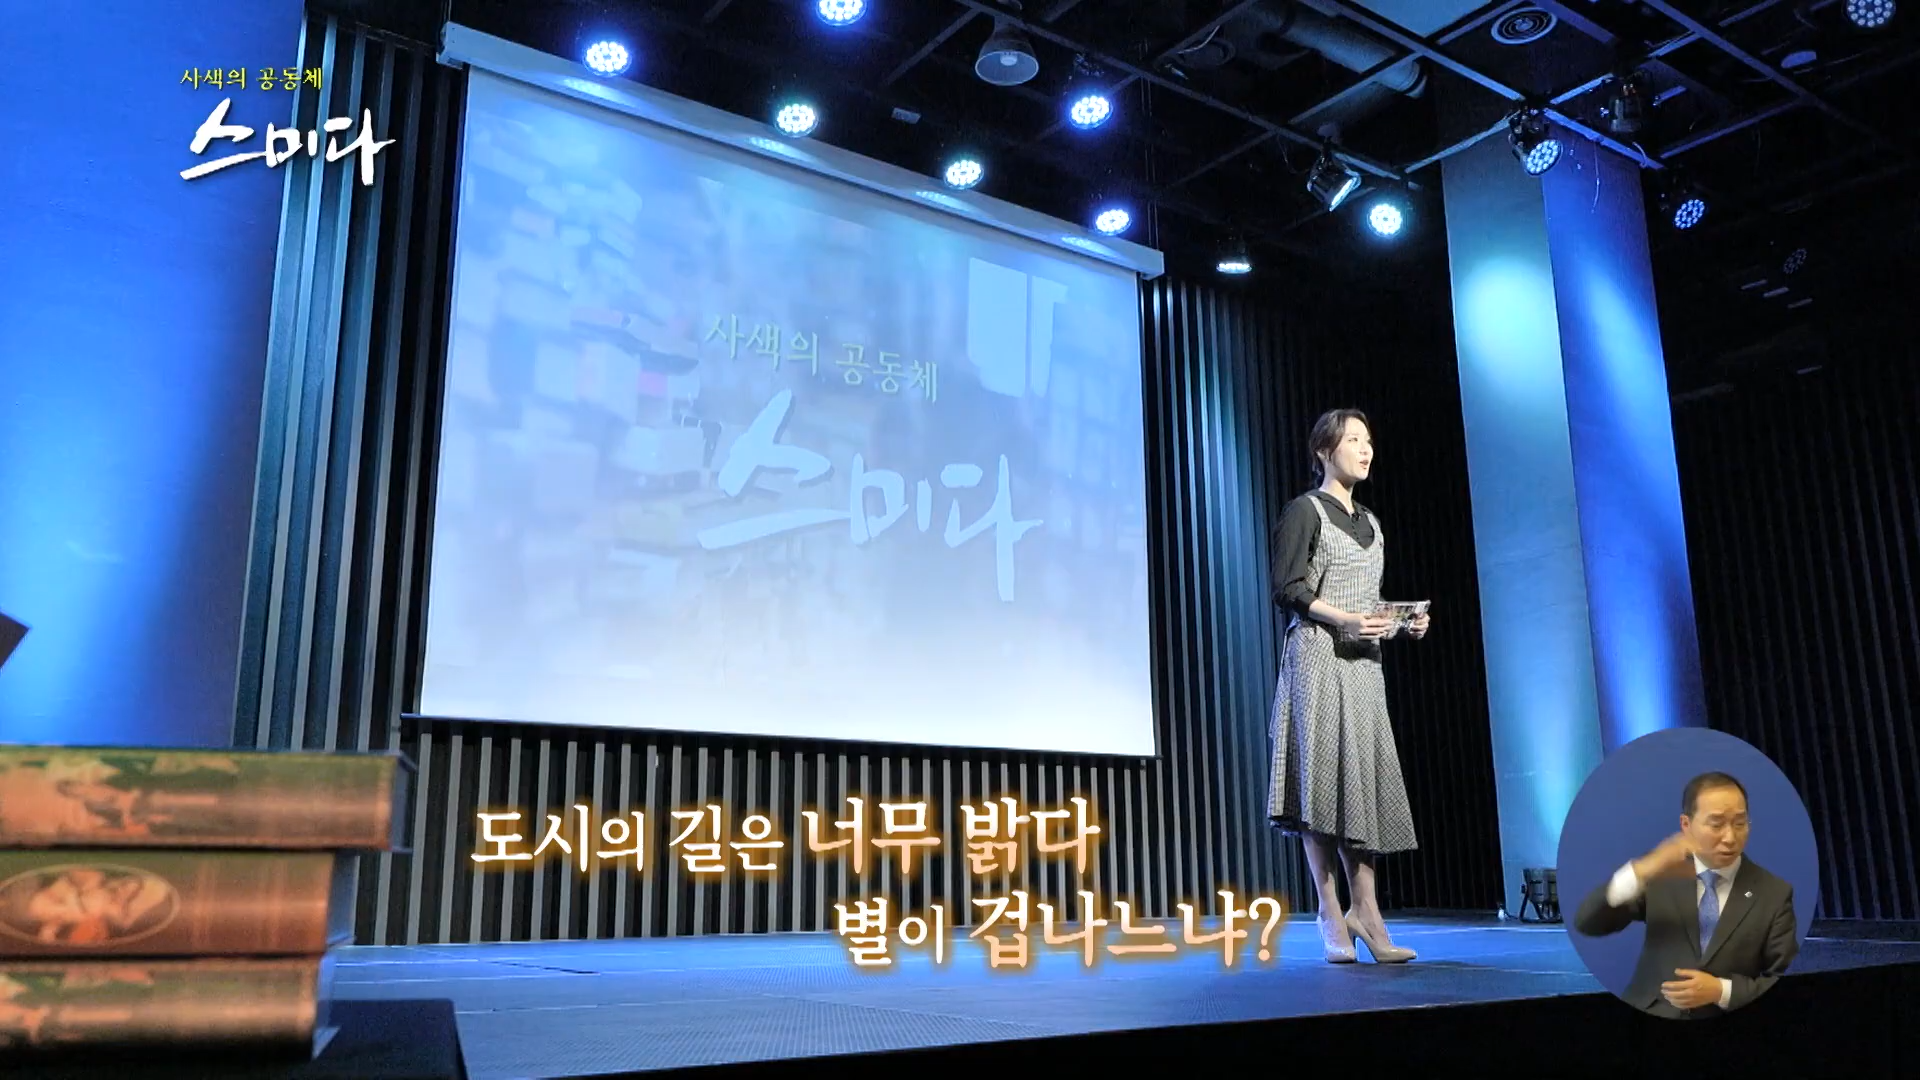 사색의 공동체
스미다
사색의 공동체
스미다
도시의 길은 너무 밝다
별이 겁나느냐?